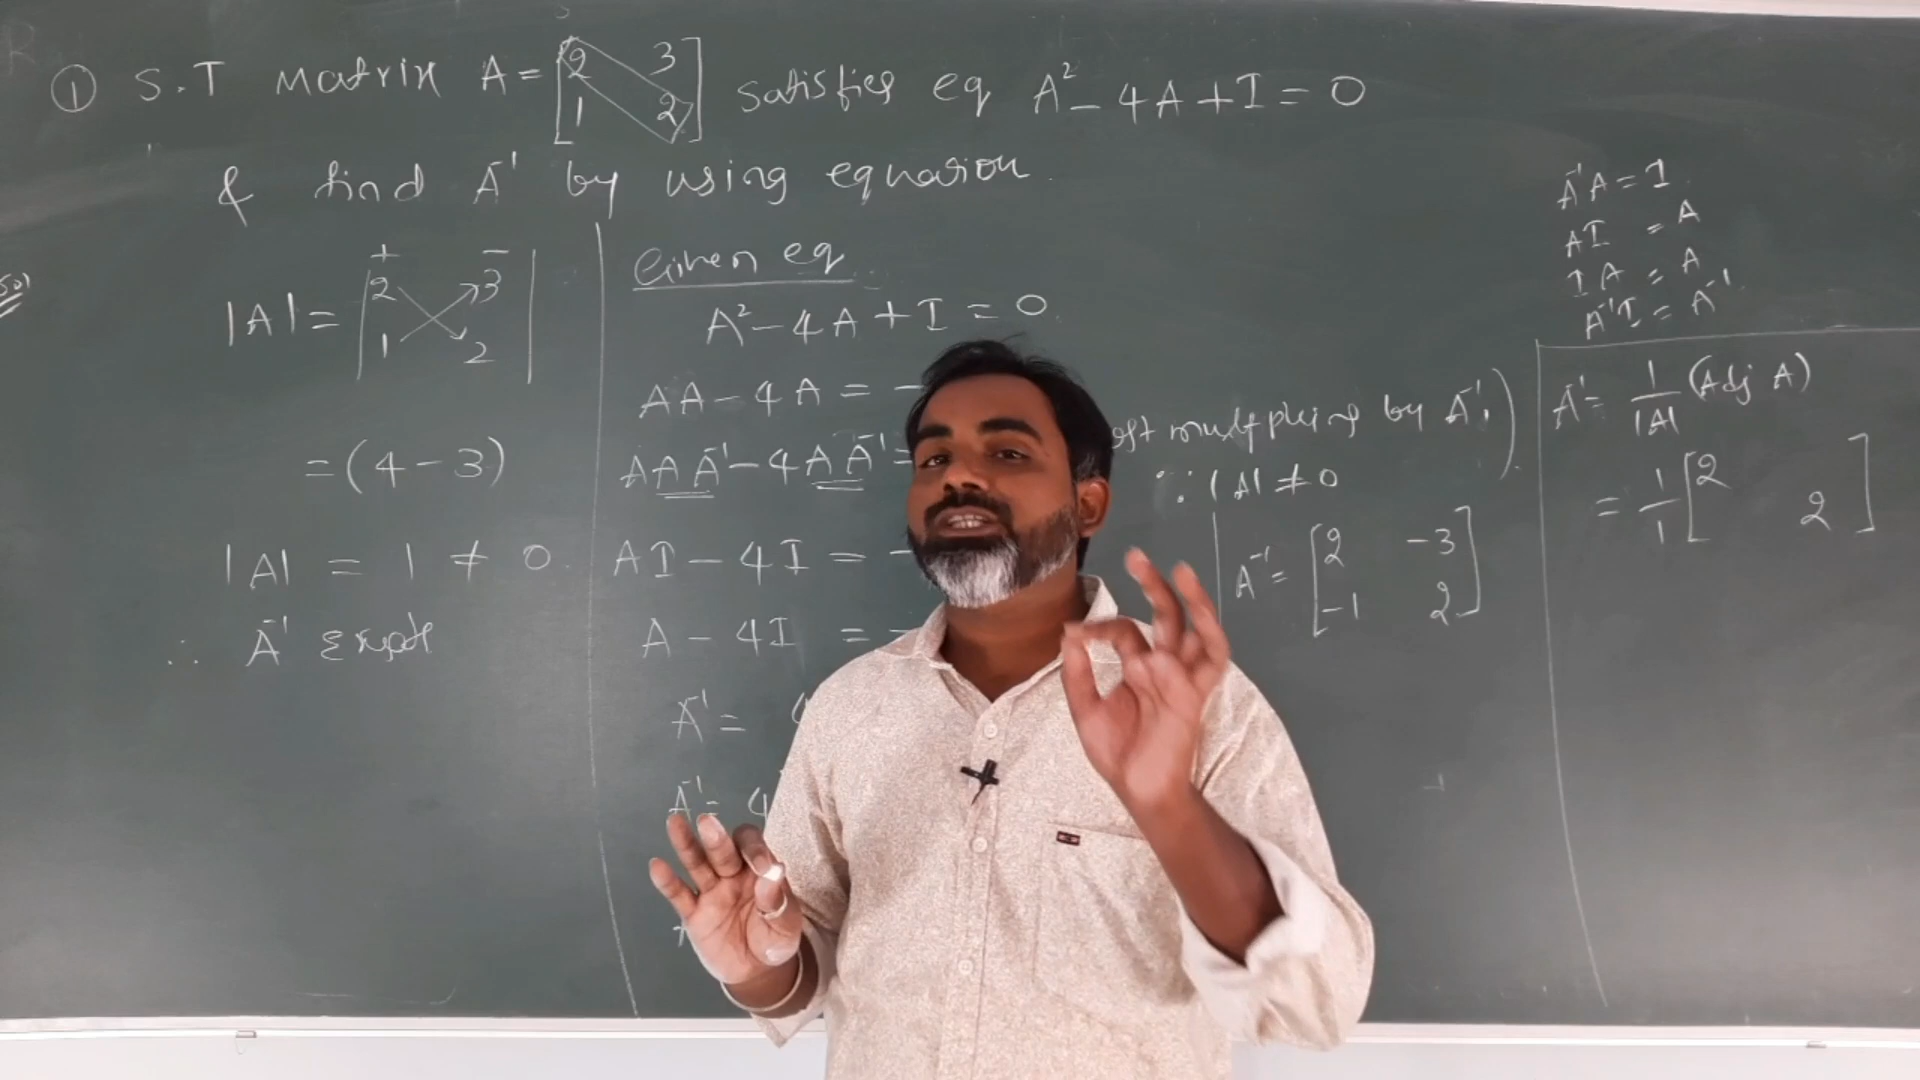 ① S.T Matrix A = [2 3
1 2] satisfies eq A² - 4A + I = 0
& find A⁻¹ by using equation.
Sol
+ -
|A| = |2 3
1 2|
= (4 - 3)
|A| = 1 ≠ 0.
∴ A⁻¹
Given eq
A² - 4A + I = 0.
AA - 4A = -
AAA⁻¹ - 4AA⁻¹ =
multiplying by A⁻¹.)
∵ |A| ≠ 0
AI - 4I = -
A - 4I = -
A⁻¹ =
A⁻¹ = 4
A⁻¹ = [2 -3
-1 2]
A⁻¹A = I
AI = A
IA = A
A⁻¹I = A⁻¹
A⁻¹ = 1/|A| (Adj A)
= 1/1 [2
2]